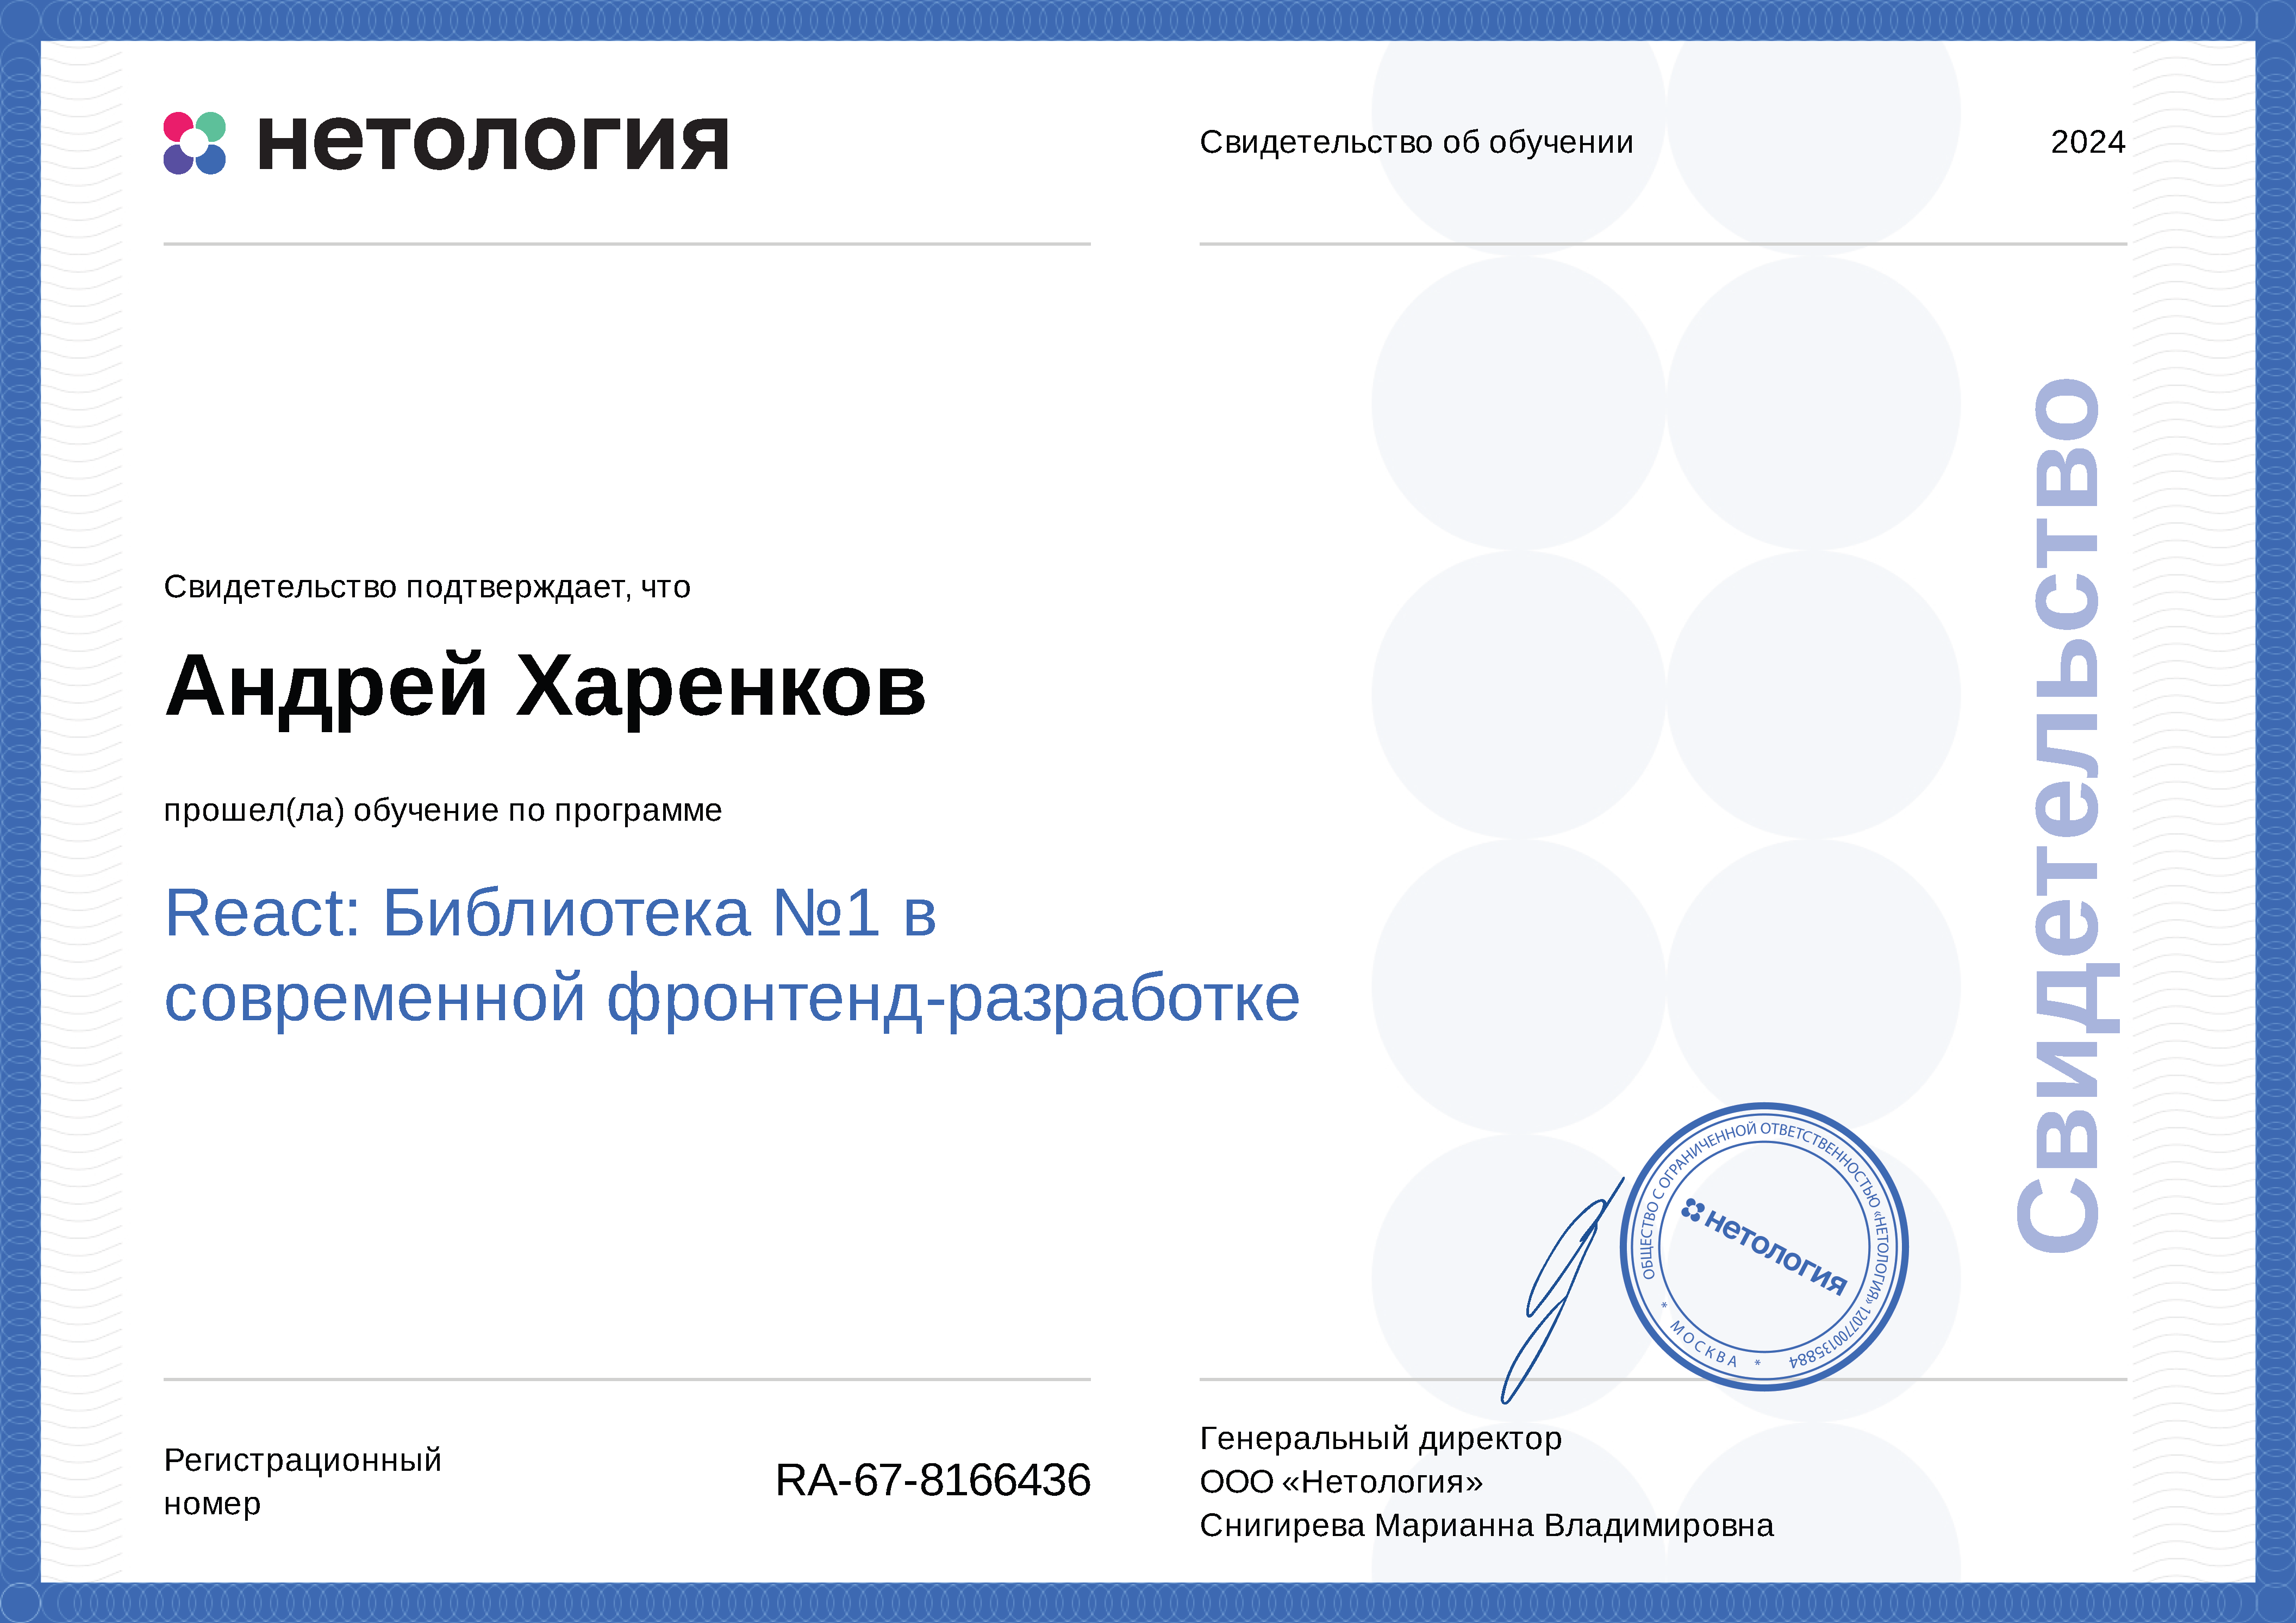 нетология
Свидетельство об обучении
2024
Свидетельство подтверждает, что
Андрей Харенков
прошел(ла) обучение по программе
React: Библиотека №1 в
современной фронтенд-разработке
Свидетельство
ОБЩЕСТВО С ОГРАНИЧЕННОЙ ОТВЕТСТВЕННОСТЬЮ «НЕТОЛОГИЯ» 1207700135884
* МОСКВА *
нетология
Регистрационный
номер
RA-67-8166436
Генеральный директор
ООО «Нетология»
Снигирева Марианна Владимировна